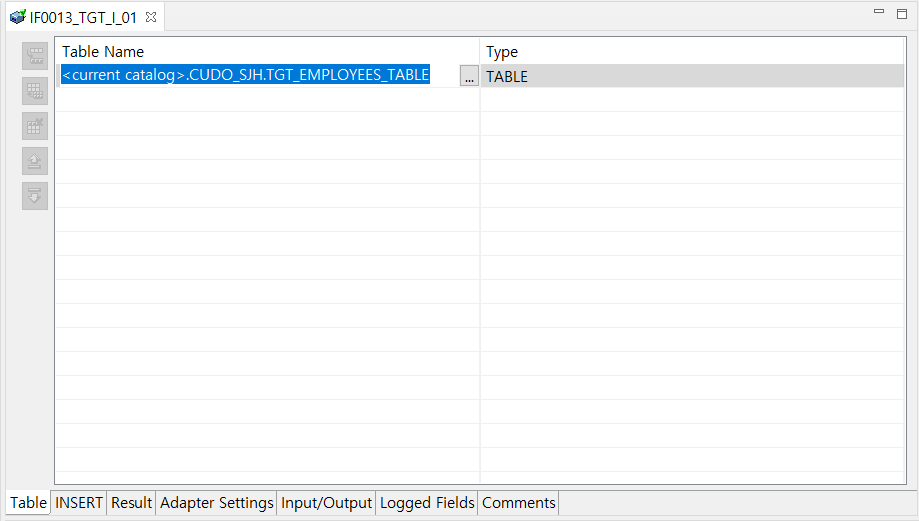 IF0013_TGT_I_01
Table Name Type
<current catalog>.CUDO_SJH.TGT_EMPLOYEES_TABLE ... TABLE
Table INSERT Result Adapter Settings Input/Output Logged Fields Comments